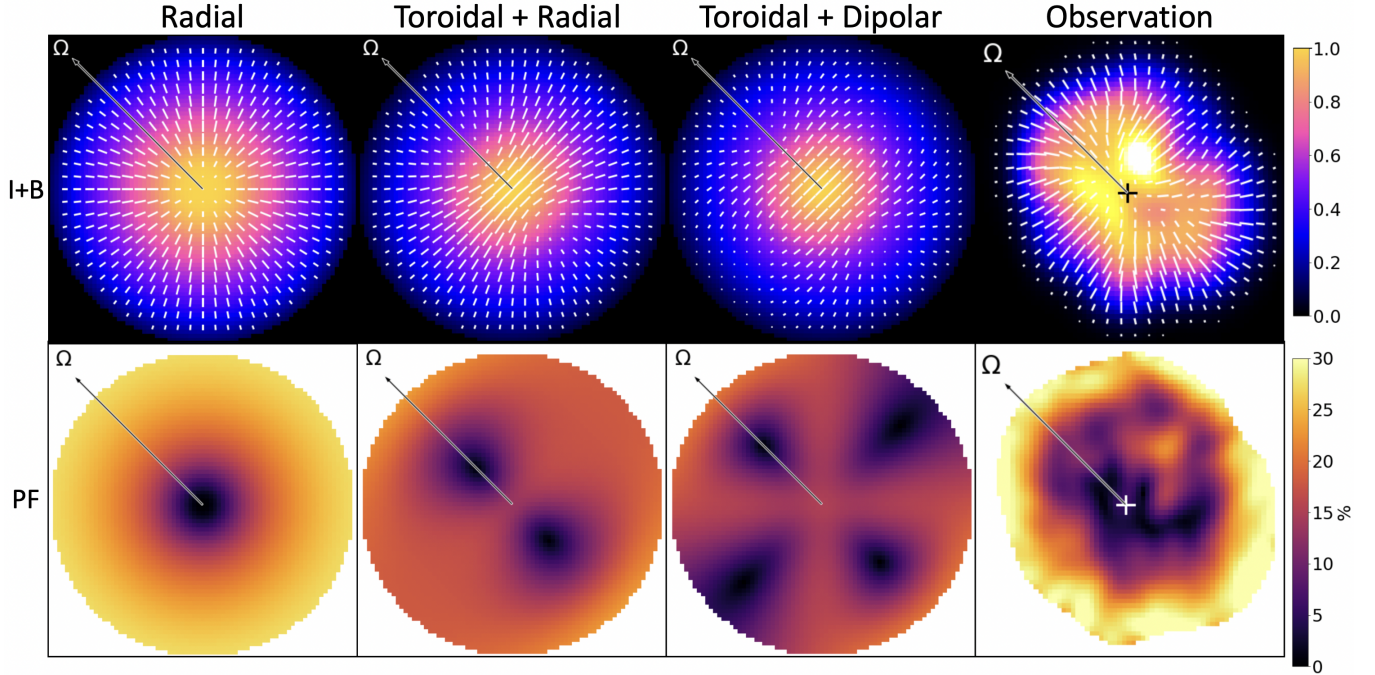 Radial Toroidal + Radial Toroidal + Dipolar Observation
Ω Ω Ω Ω
I+B
1.0
0.8
0.6
0.4
0.2
0.0
Ω Ω Ω Ω
PF
30
25
20
15
10
5
0
%